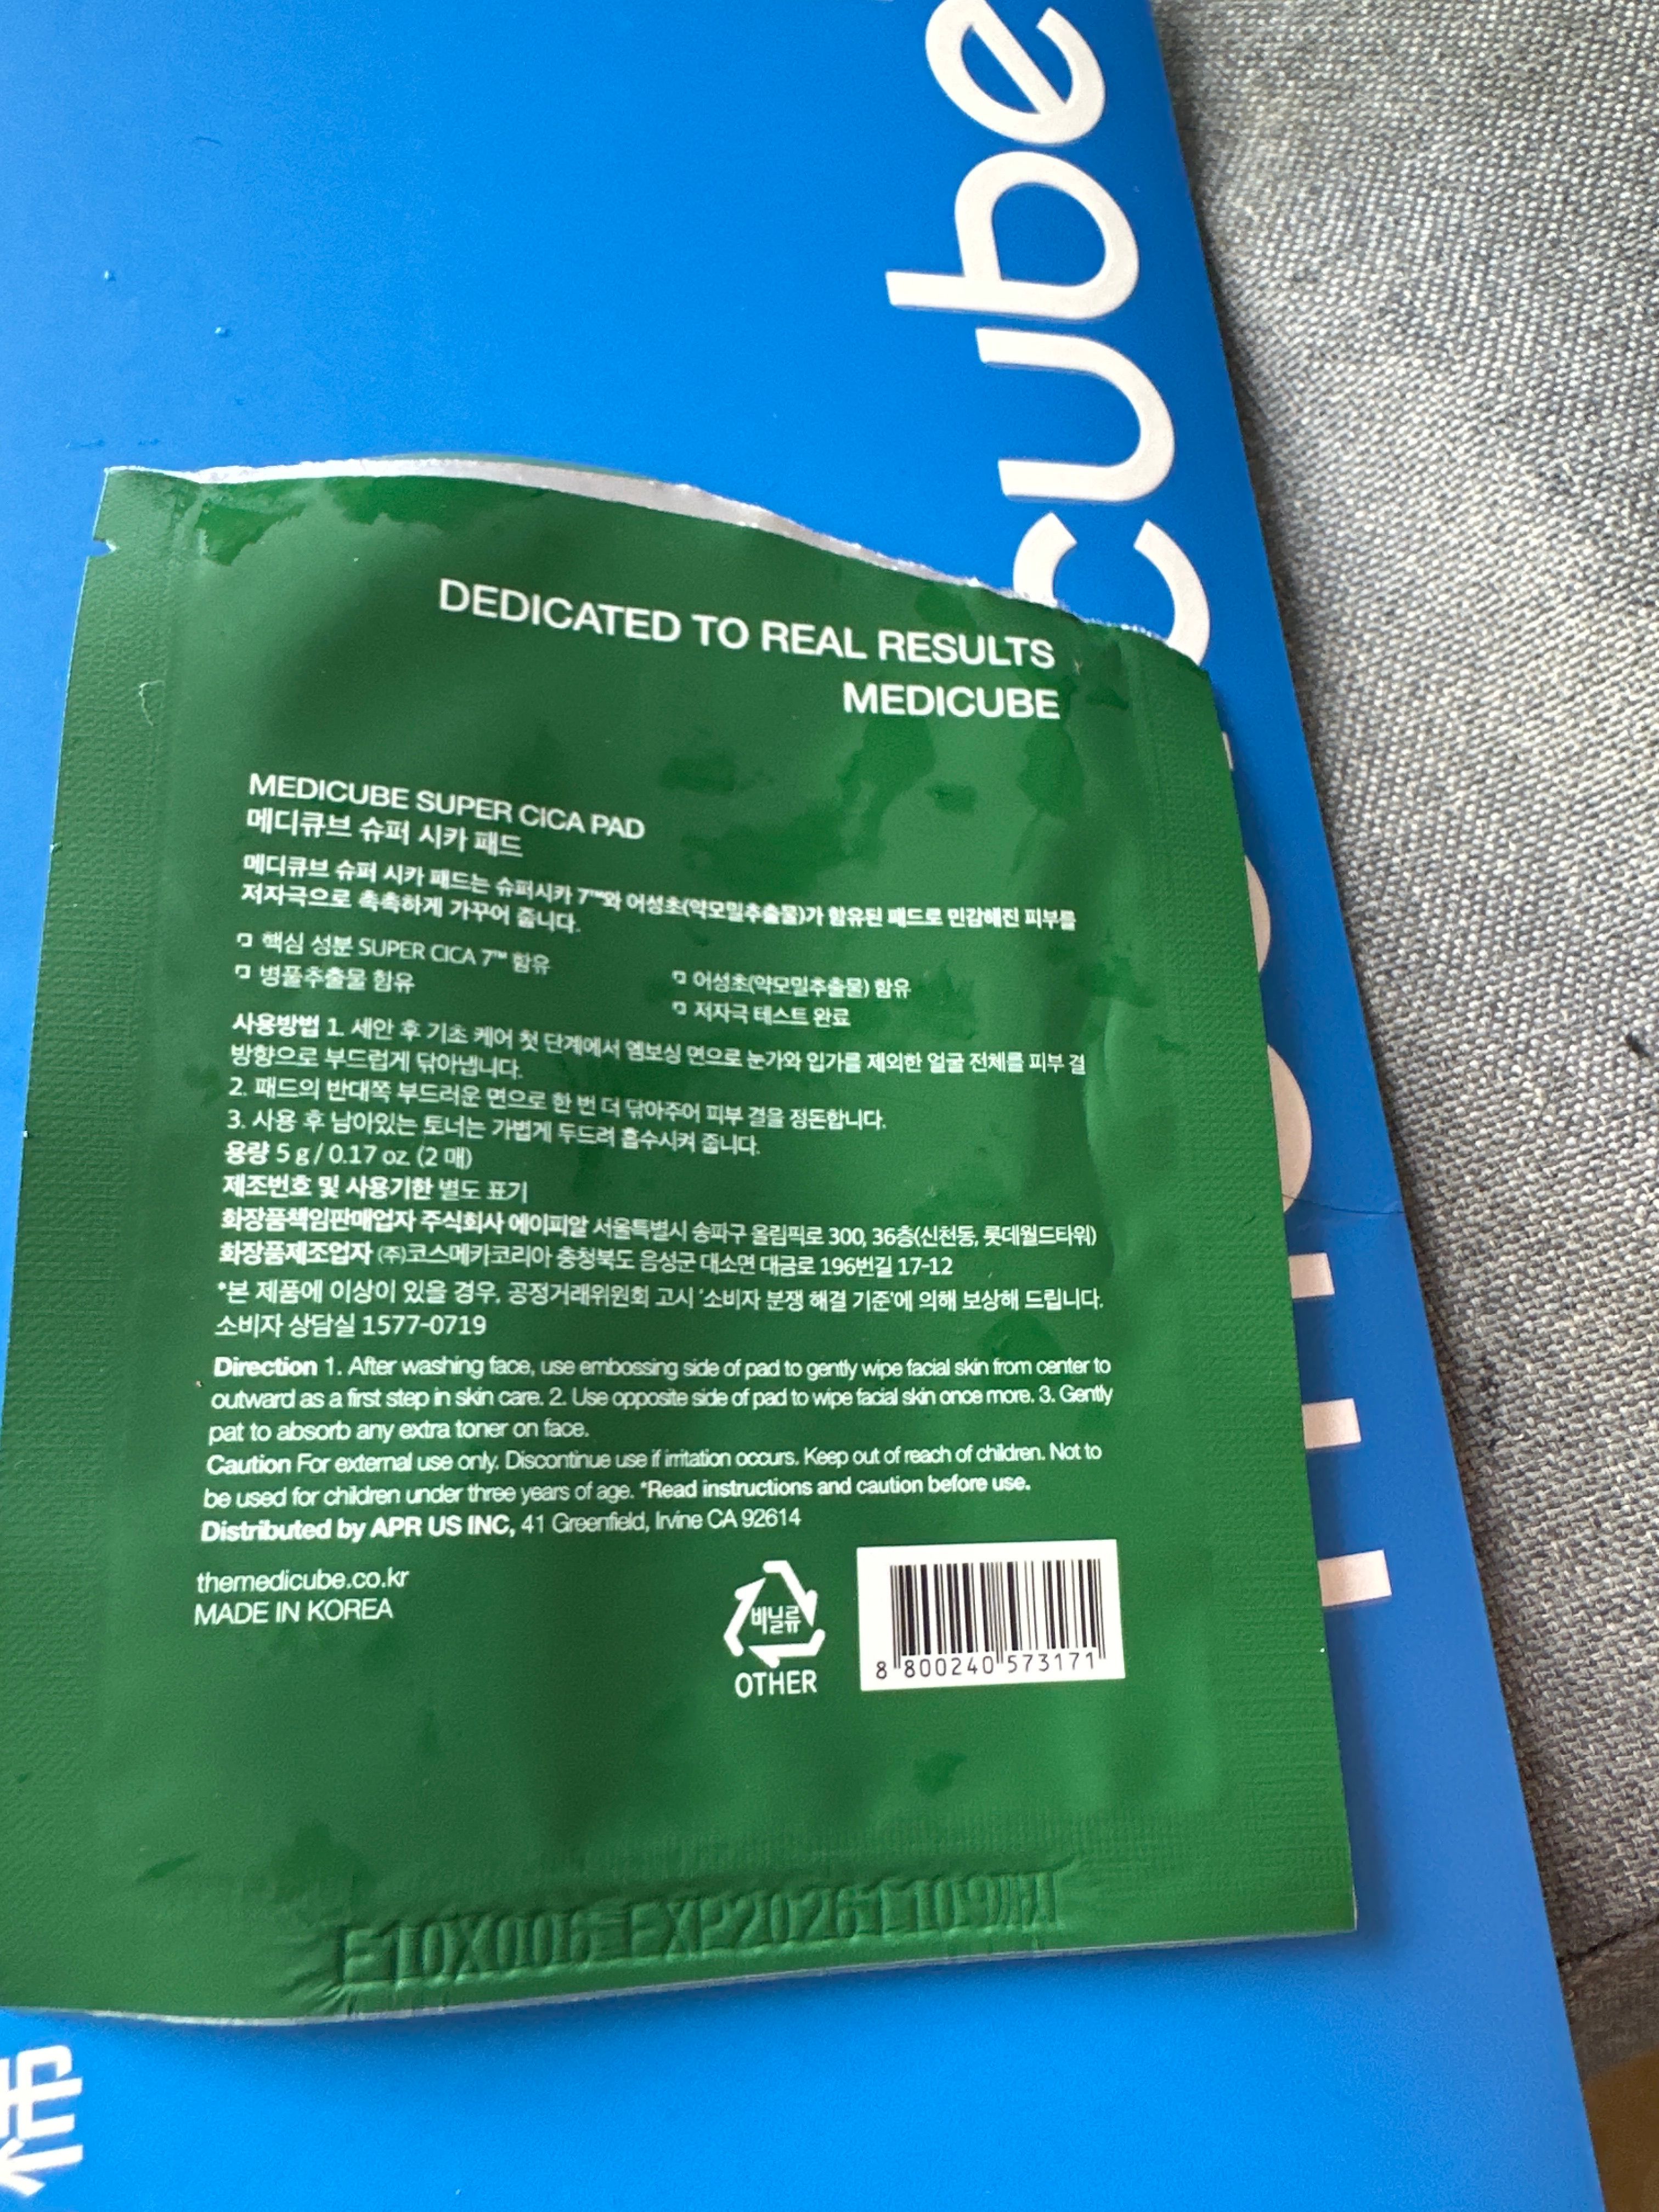 cube
DEDICATED TO REAL RESULTS
MEDICUBE
MEDICUBE SUPER CICA PAD
메디큐브 슈퍼 시카 패드
메디큐브 슈퍼 시카 패드는 슈퍼시카 7™와 어성초(약모밀추출물)가 함유된 패드로 민감해진 피부를
저자극으로 촉촉하게 가꾸어 줍니다.
핵심 성분 SUPER CICA 7™ 함유
병풀추출물 함유
어성초(약모밀추출물) 함유
저자극 테스트 완료
사용방법 1. 세안 후 기초 케어 첫 단계에서 엠보싱 면으로 눈가와 입가를 제외한 얼굴 전체를 피부 결
방향으로 부드럽게 닦아냅니다.
2. 패드의 반대쪽 부드러운 면으로 한 번 더 닦아주어 피부 결을 정돈합니다.
3. 사용 후 남아있는 토너는 가볍게 두드려 흡수시켜 줍니다.
용량 5 g / 0.17 oz. (2 매)
제조번호 및 사용기한 별도 표기
화장품책임판매업자 주식회사 에이피알 서울특별시 송파구 올림픽로 300, 36층(신천동, 롯데월드타워)
화장품제조업자 (주)코스메카코리아 충청북도 음성군 대소면 대금로 196번길 17-12
*본 제품에 이상이 있을 경우, 공정거래위원회 고시 '소비자 분쟁 해결 기준'에 의해 보상해 드립니다.
소비자 상담실 1577-0719
Direction 1. After washing face, use embossing side of pad to gently wipe facial skin from center to
outward as a first step in skin care. 2. Use opposite side of pad to wipe facial skin once more. 3. Gently
pat to absorb any extra toner on face.
Caution For external use only. Discontinue use if irritation occurs. Keep out of reach of children. Not to
be used for children under three years of age. *Read instructions and caution before use.
Distributed by APR US INC, 41 Greenfield, Irvine CA 92614
themedicube.co.kr
MADE IN KOREA
비닐류
OTHER
8 800240 573171
EXP20261109